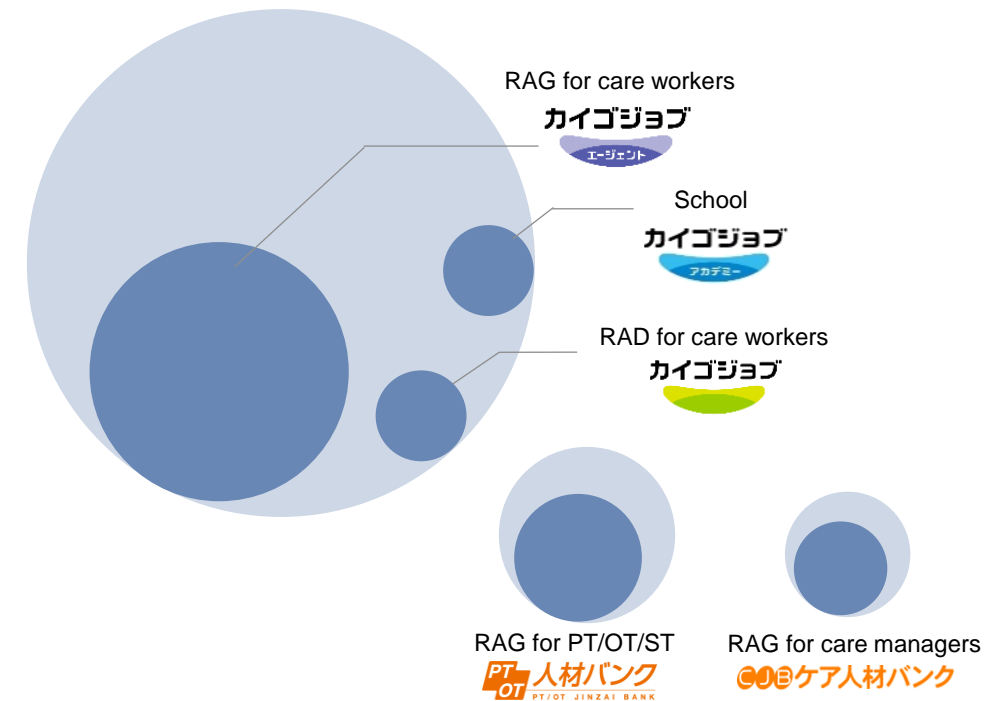 RAG for care workers
カイゴジョブ
エージェント
School
カイゴジョブ
アカデミー
RAD for care workers
カイゴジョブ
RAG for PT/OT/ST
PT OT 人材バンク
PT/OT JINZAI BANK
RAG for care managers
CJBケア人材バンク